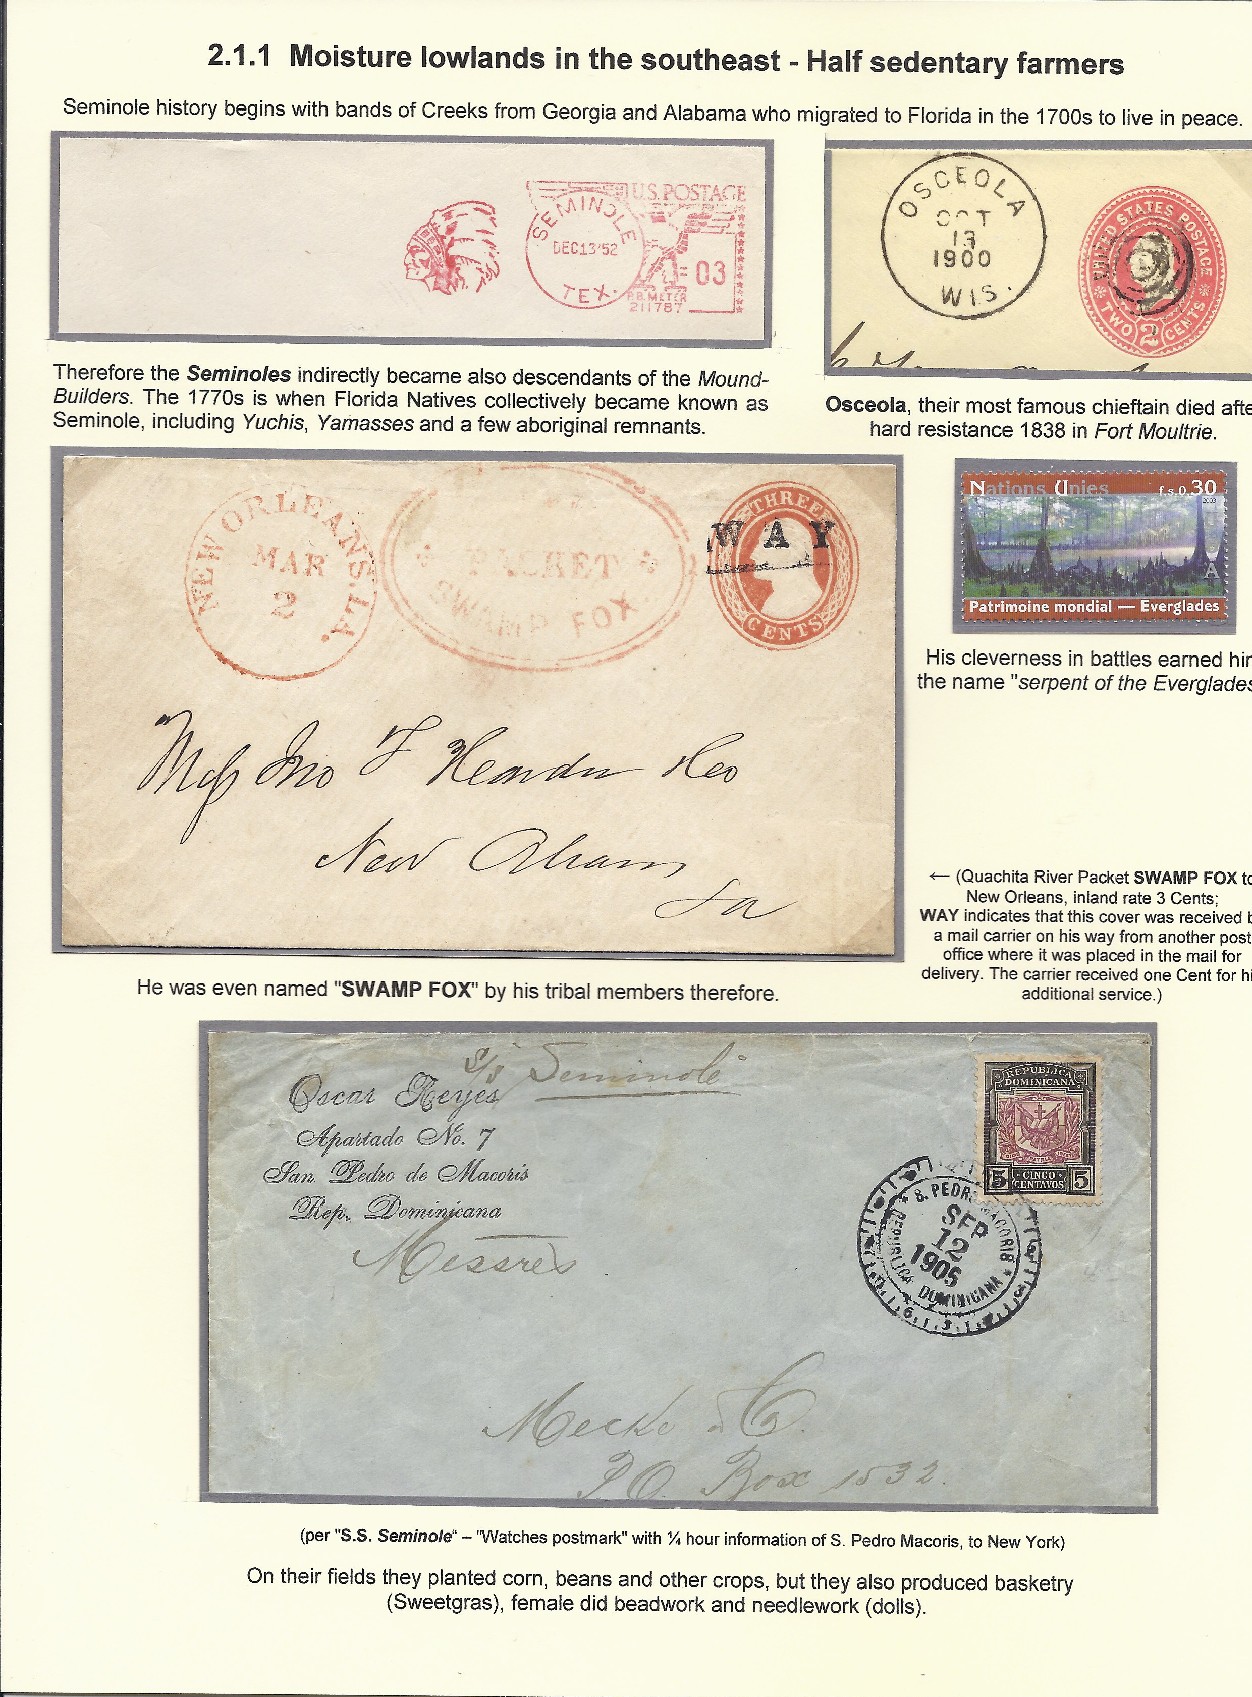 2.1.1 Moisture lowlands in the southeast - Half sedentary farmers
Seminole history begins with bands of Creeks from Georgia and Alabama who migrated to Florida in the 1700s to live in peace.
SEMINOLE
DEC 13 '52
TEX.
U.S. POSTAGE
03
P.B. METER
211787
OSCEOLA
OCT
13
1900
WIS.
UNITED STATES POSTAGE
TWO 2 CENTS
Therefore the Seminoles indirectly became also descendants of the Mound-
Builders. The 1770s is when Florida Natives collectively became known as
Seminole, including Yuchis, Yamasses and a few aboriginal remnants.
Osceola, their most famous chieftain died afte
hard resistance 1838 in Fort Moultrie.
NEW ORLEANS LA.
MAR
2
PACKET
SWAMP FOX.
WAY
THREE
CENTS
Mess Jno F
New Orleans
La
Nations Unies f.s.0,30
2003
Patrimoine mondial — Everglades
His cleverness in battles earned him
the name "serpent of the Everglades
← (Quachita River Packet SWAMP FOX to
New Orleans, inland rate 3 Cents;
WAY indicates that this cover was received b
a mail carrier on his way from another post
office where it was placed in the mail for
delivery. The carrier received one Cent for hi
additional service.)
He was even named "SWAMP FOX" by his tribal members therefore.
S/S Seminole
Oscar Reyes
Apartado No. 7
San Pedro de Macoris
Rep. Dominicana
REPUBLICA
DOMINICANA
5 CINCO CENTAVOS 5
S. PEDRO MACORIS
SEP
12
1905
REPUBLICA DOMINICANA
Messrs
Mecke & Co.
P.O. Box 1532.
(per "S.S. Seminole" – "Watches postmark" with ¼ hour information of S. Pedro Macoris, to New York)
On their fields they planted corn, beans and other crops, but they also produced basketry
(Sweetgras), female did beadwork and needlework (dolls).